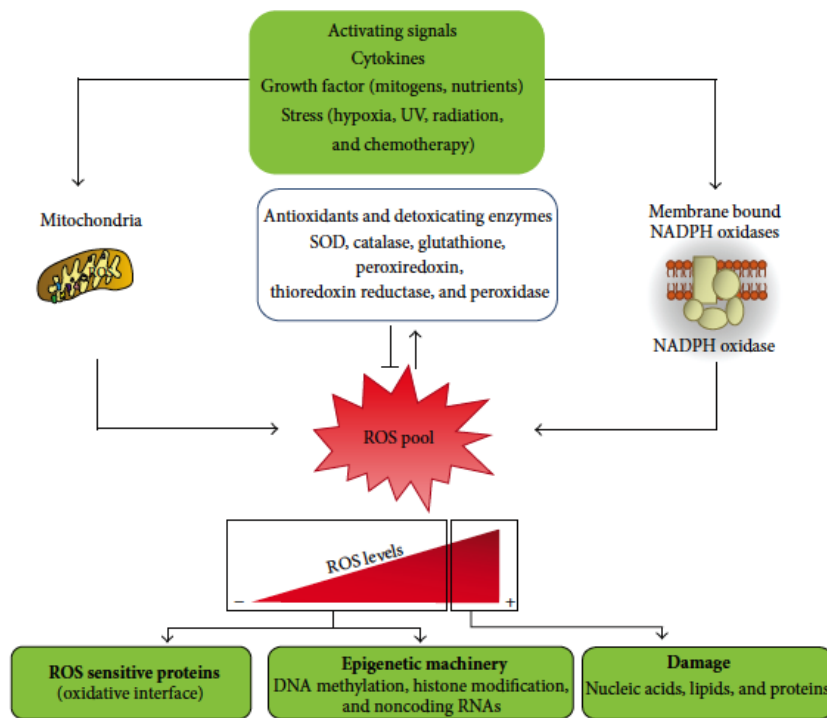 Activating signals
Cytokines
Growth factor (mitogens, nutrients)
Stress (hypoxia, UV, radiation,
and chemotherapy)
Mitochondria
ROS
Antioxidants and detoxicating enzymes
SOD, catalase, glutathione,
peroxiredoxin,
thioredoxin reductase, and peroxidase
Membrane bound
NADPH oxidases
NADPH oxidase
ROS pool
ROS levels
− +
ROS sensitive proteins
(oxidative interface)
Epigenetic machinery
DNA methylation, histone modification,
and noncoding RNAs
Damage
Nucleic acids, lipids, and proteins